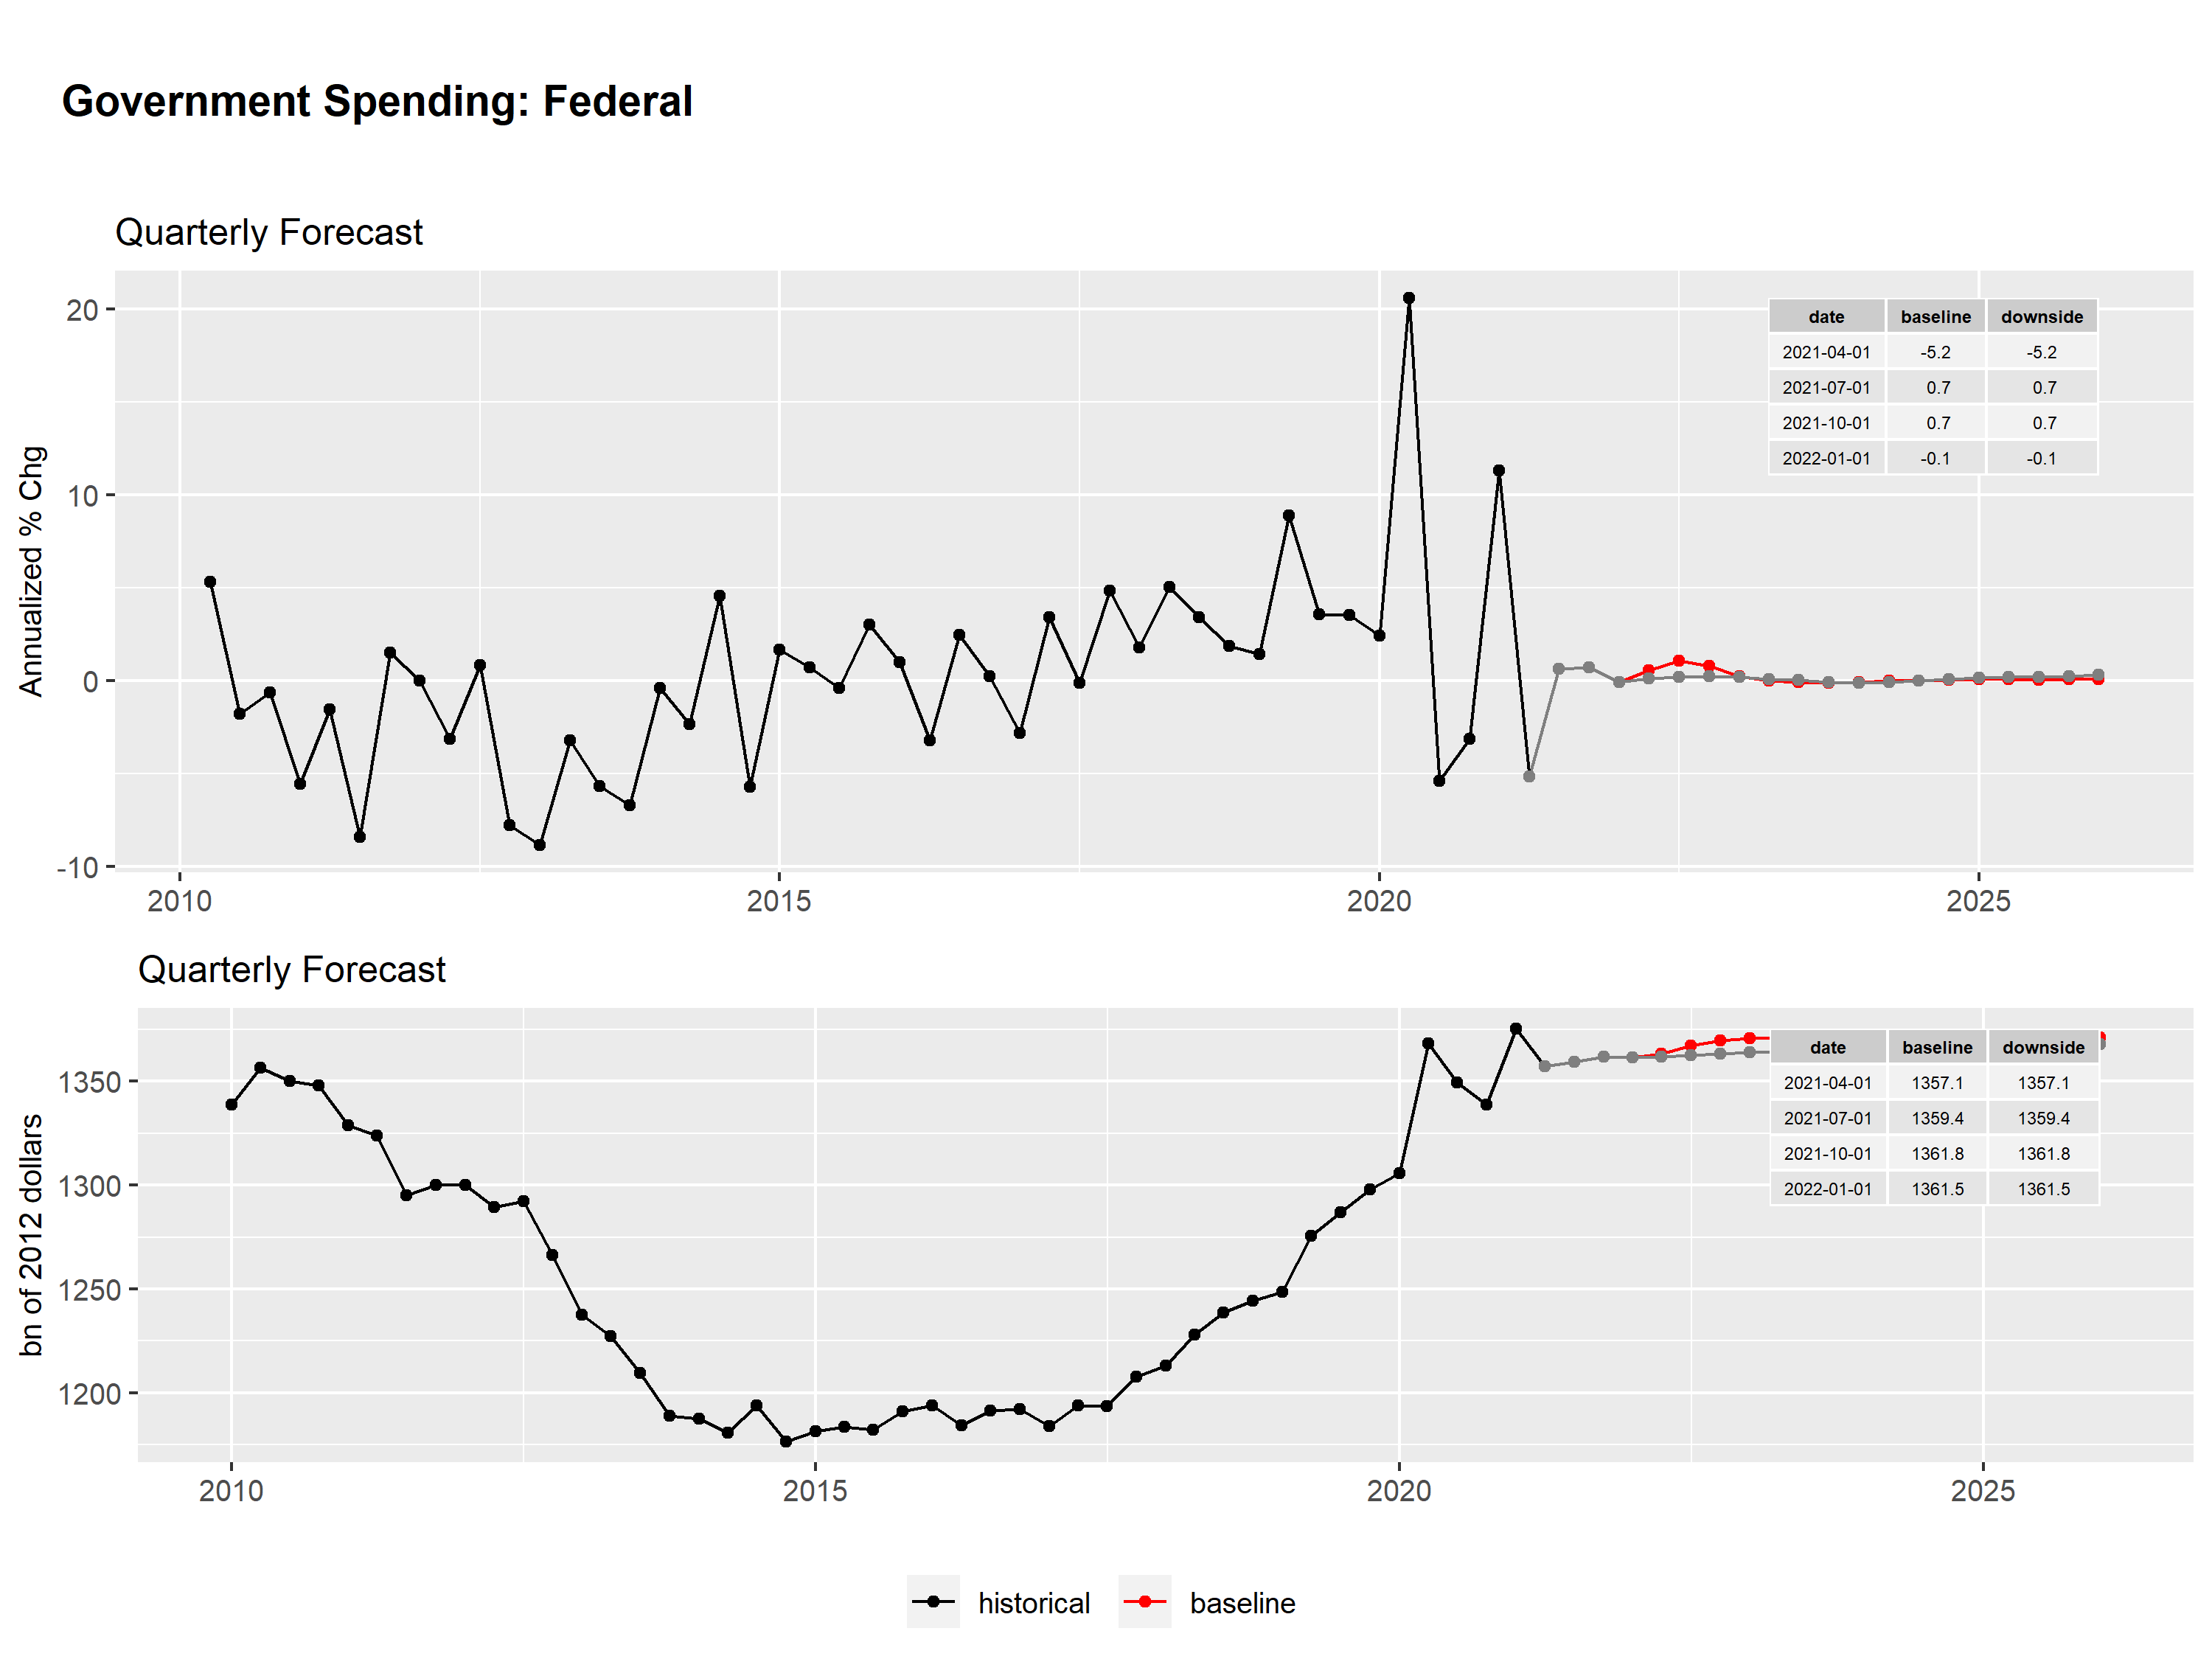 Government Spending: Federal
Quarterly Forecast
Annualized % Chg
20
10
0
-10
date baseline downside
2021-04-01 -5.2 -5.2
2021-07-01 0.7 0.7
2021-10-01 0.7 0.7
2022-01-01 -0.1 -0.1
2010 2015 2020 2025
Quarterly Forecast
bn of 2012 dollars
1350
1300
1250
1200
date baseline downside
2021-04-01 1357.1 1357.1
2021-07-01 1359.4 1359.4
2021-10-01 1361.8 1361.8
2022-01-01 1361.5 1361.5
2010 2015 2020 2025
historical baseline